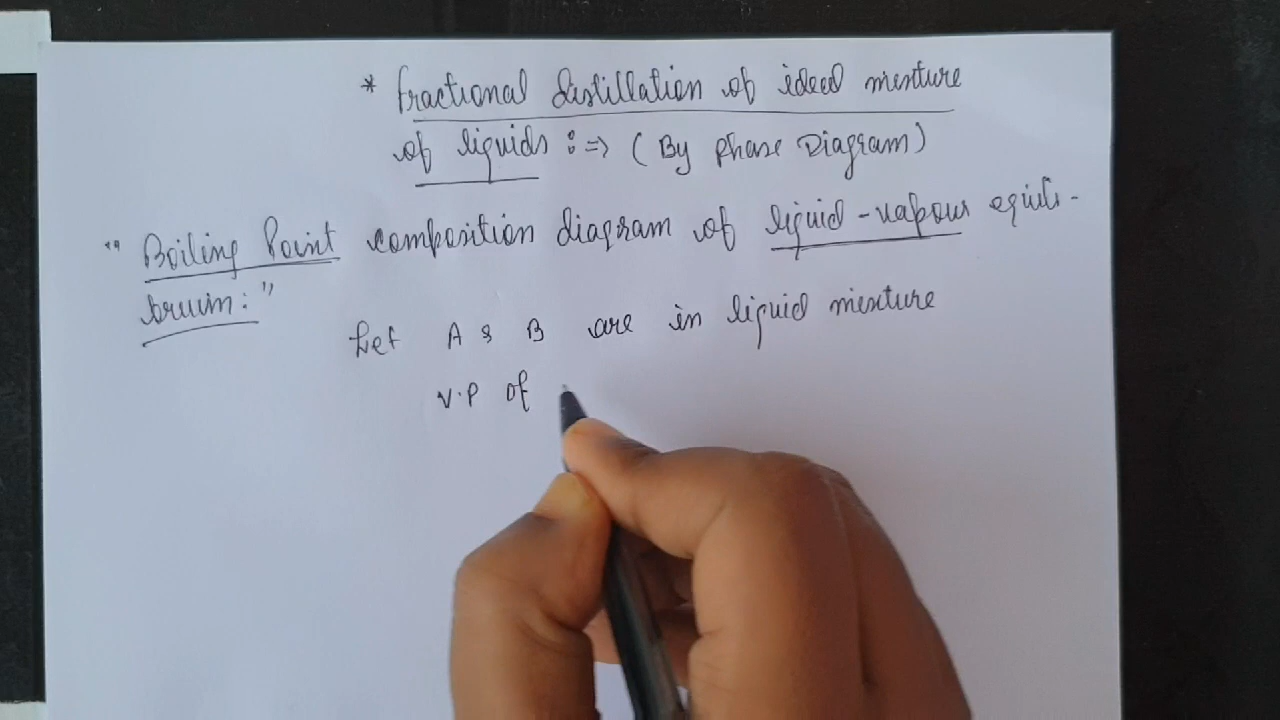 * fractional distillation of ideal mixture
of liquids :⇒ (By phase Diagram)
"Boiling Point composition diagram of liquid-vapour equili-
brium:"
Let A & B are in liquid mixture
V.P of